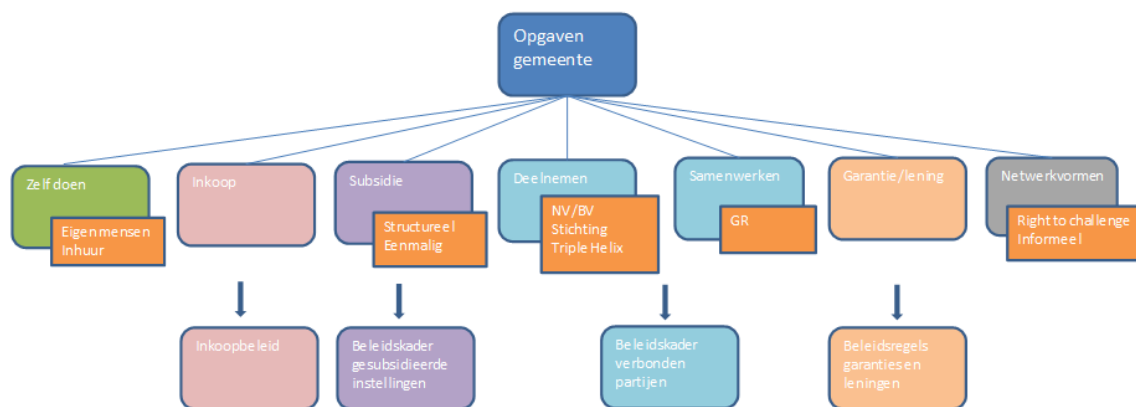 Opgaven
gemeente
Zelf doen
Eigen mensen
Inhuur
Inkoop
Subsidie
Structureel
Eenmalig
Deelnemen
NV/BV
Stichting
Triple Helix
Samenwerken
GR
Garantie/lening
Netwerkvormen
Right to challenge
Informeel
Inkoopbeleid
Beleidskader
gesubsidieerde
instellingen
Beleidskader
verbonden
partijen
Beleidsregels
garanties en
leningen